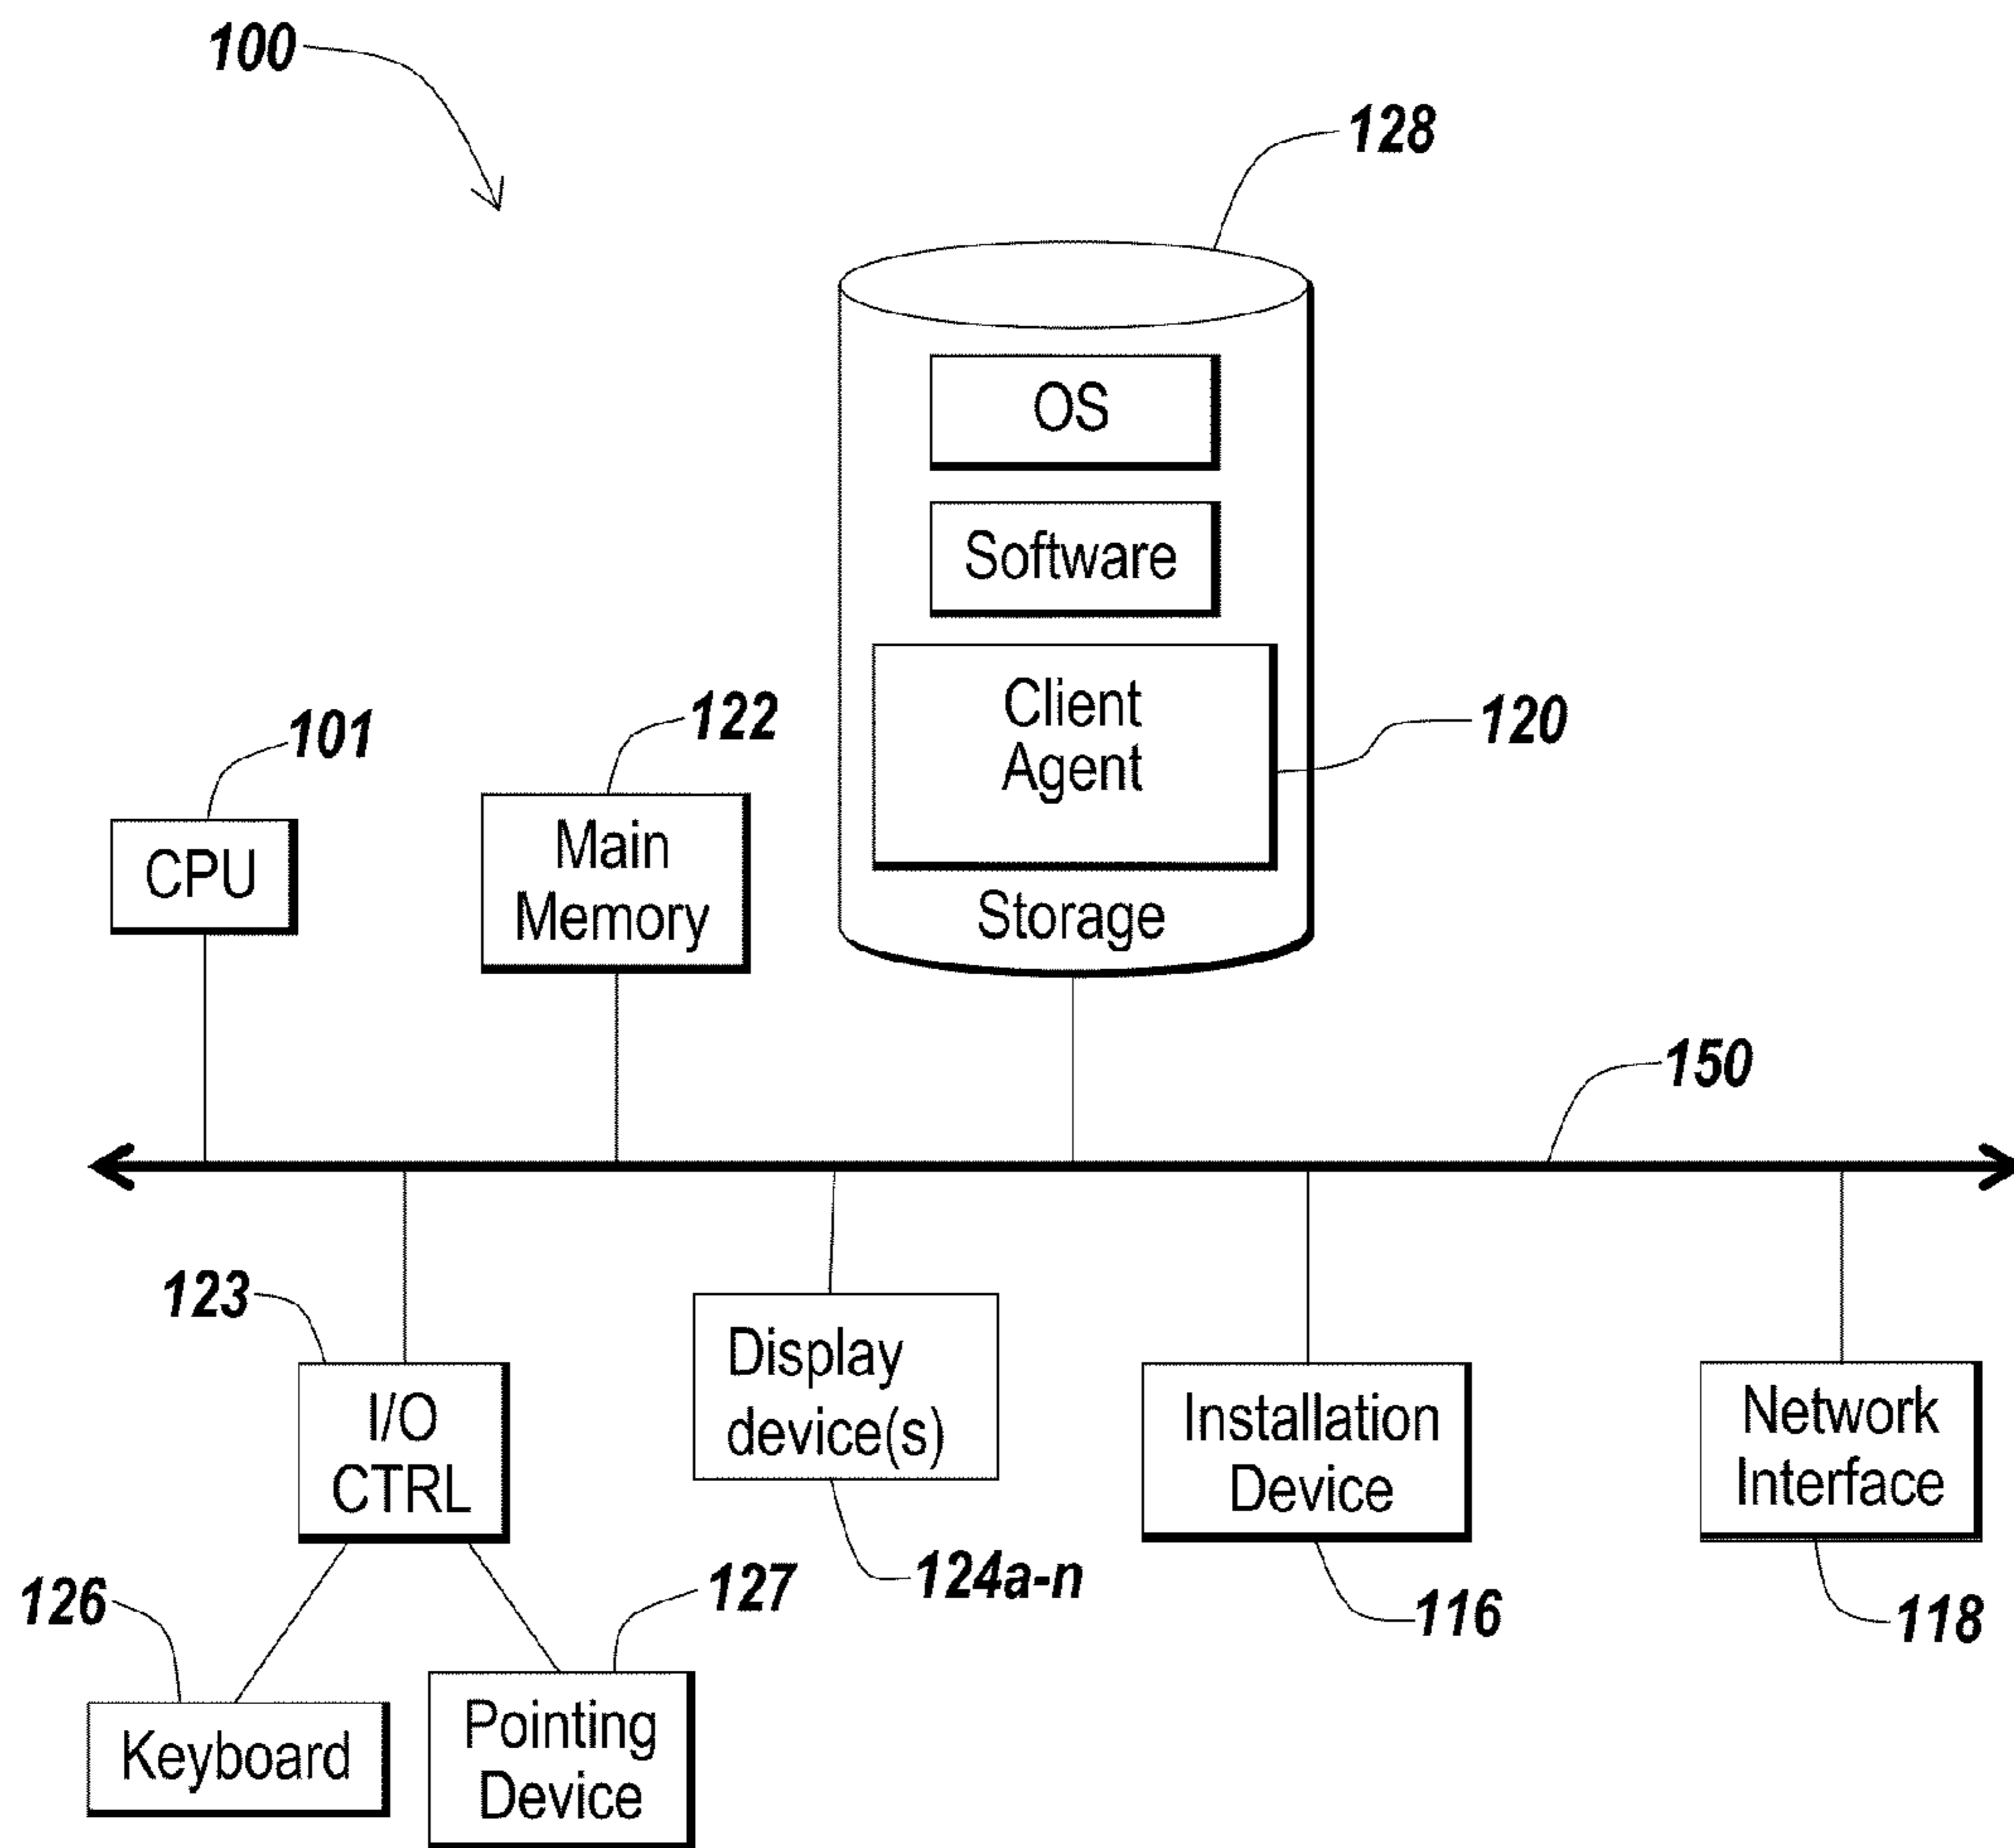 100
128
OS
Software
Client
Agent
120
Storage
101
CPU
122
Main
Memory
150
123
I/O
CTRL
Display
device(s)
124a-n
Installation
Device
116
Network
Interface
118
126
Keyboard
127
Pointing
Device